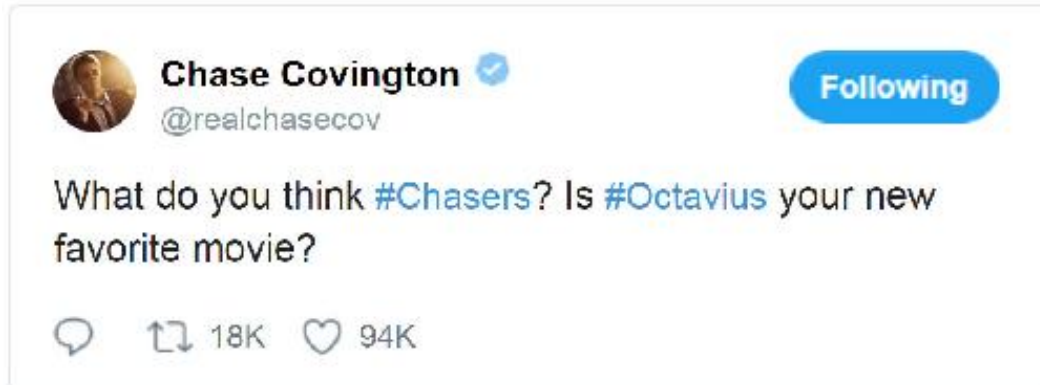 Chase Covington
Following
@realchasecov
What do you think #Chasers? Is #Octavius your new
favorite movie?
18K 94K